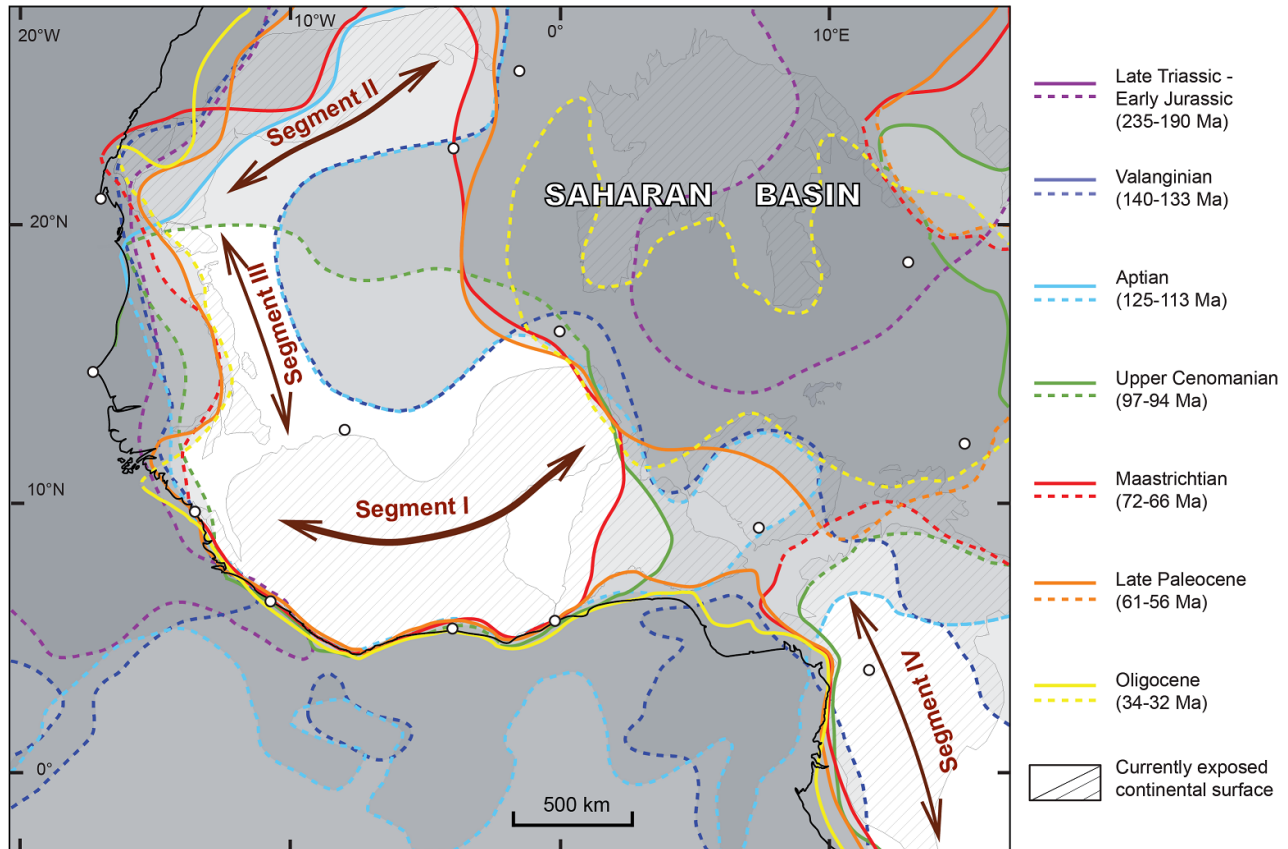 20°W
10°W
0°
10°E
20°N
10°N
0°
Segment II
SAHARAN BASIN
Segment III
Segment I
Segment IV
500 km
Late Triassic -
Early Jurassic
(235-190 Ma)
Valanginian
(140-133 Ma)
Aptian
(125-113 Ma)
Upper Cenomanian
(97-94 Ma)
Maastrichtian
(72-66 Ma)
Late Paleocene
(61-56 Ma)
Oligocene
(34-32 Ma)
Currently exposed
continental surface